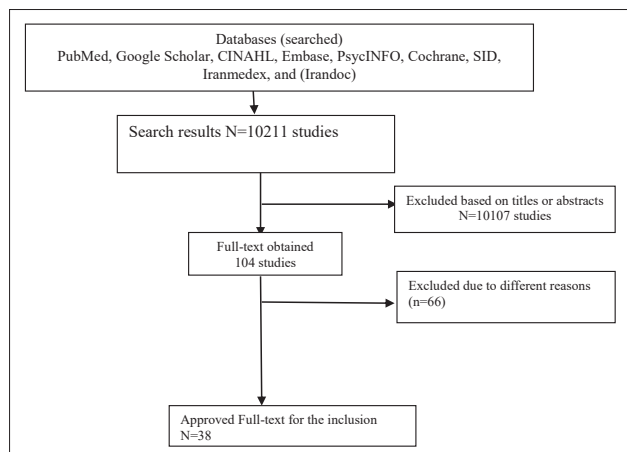 Databases (searched)
PubMed, Google Scholar, CINAHL, Embase, PsycINFO, Cochrane, SID,
Iranmedex, and (Irandoc)
Search results N=10211 studies
Excluded based on titles or abstracts
N=10107 studies
Full-text obtained
104 studies
Excluded due to different reasons
(n=66)
Approved Full-text for the inclusion
N=38